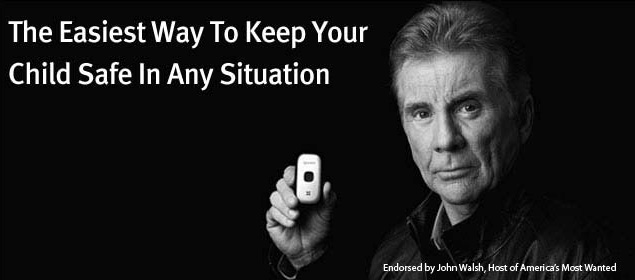 The Easiest Way To Keep Your
Child Safe In Any Situation
Endorsed by John Walsh, Host of America's Most Wanted